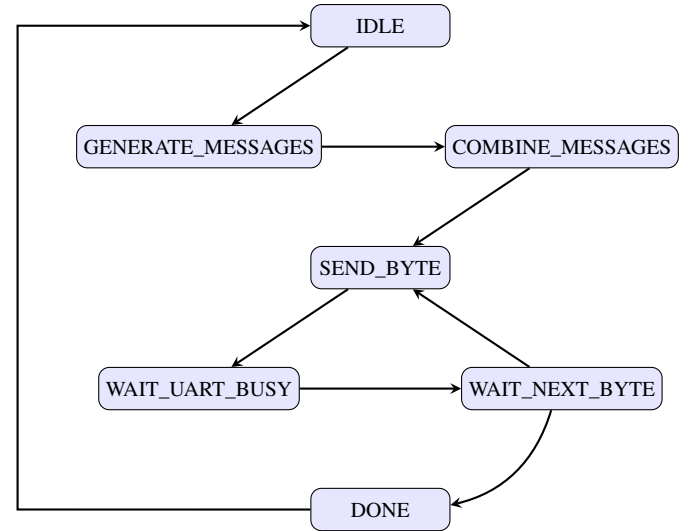 IDLE
GENERATE_MESSAGES
COMBINE_MESSAGES
SEND_BYTE
WAIT_UART_BUSY
WAIT_NEXT_BYTE
DONE